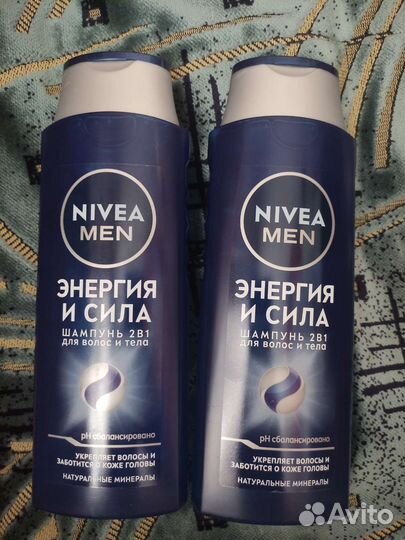 NIVEA
MEN
ЭНЕРГИЯ
И СИЛА
ШАМПУНЬ 2В1
для волос и тела
pH сбалансировано
УКРЕПЛЯЕТ ВОЛОСЫ И
ЗАБОТИТСЯ О КОЖЕ ГОЛОВЫ
НАТУРАЛЬНЫЕ МИНЕРАЛЫ
NIVEA
MEN
ЭНЕРГИЯ
И СИЛА
ШАМПУНЬ 2В1
для волос и тела
pH сбалансировано
УКРЕПЛЯЕТ ВОЛОСЫ И
ЗАБОТИТСЯ О КОЖЕ ГОЛОВЫ
НАТУРАЛЬНЫЕ МИНЕРАЛЫ
Avito